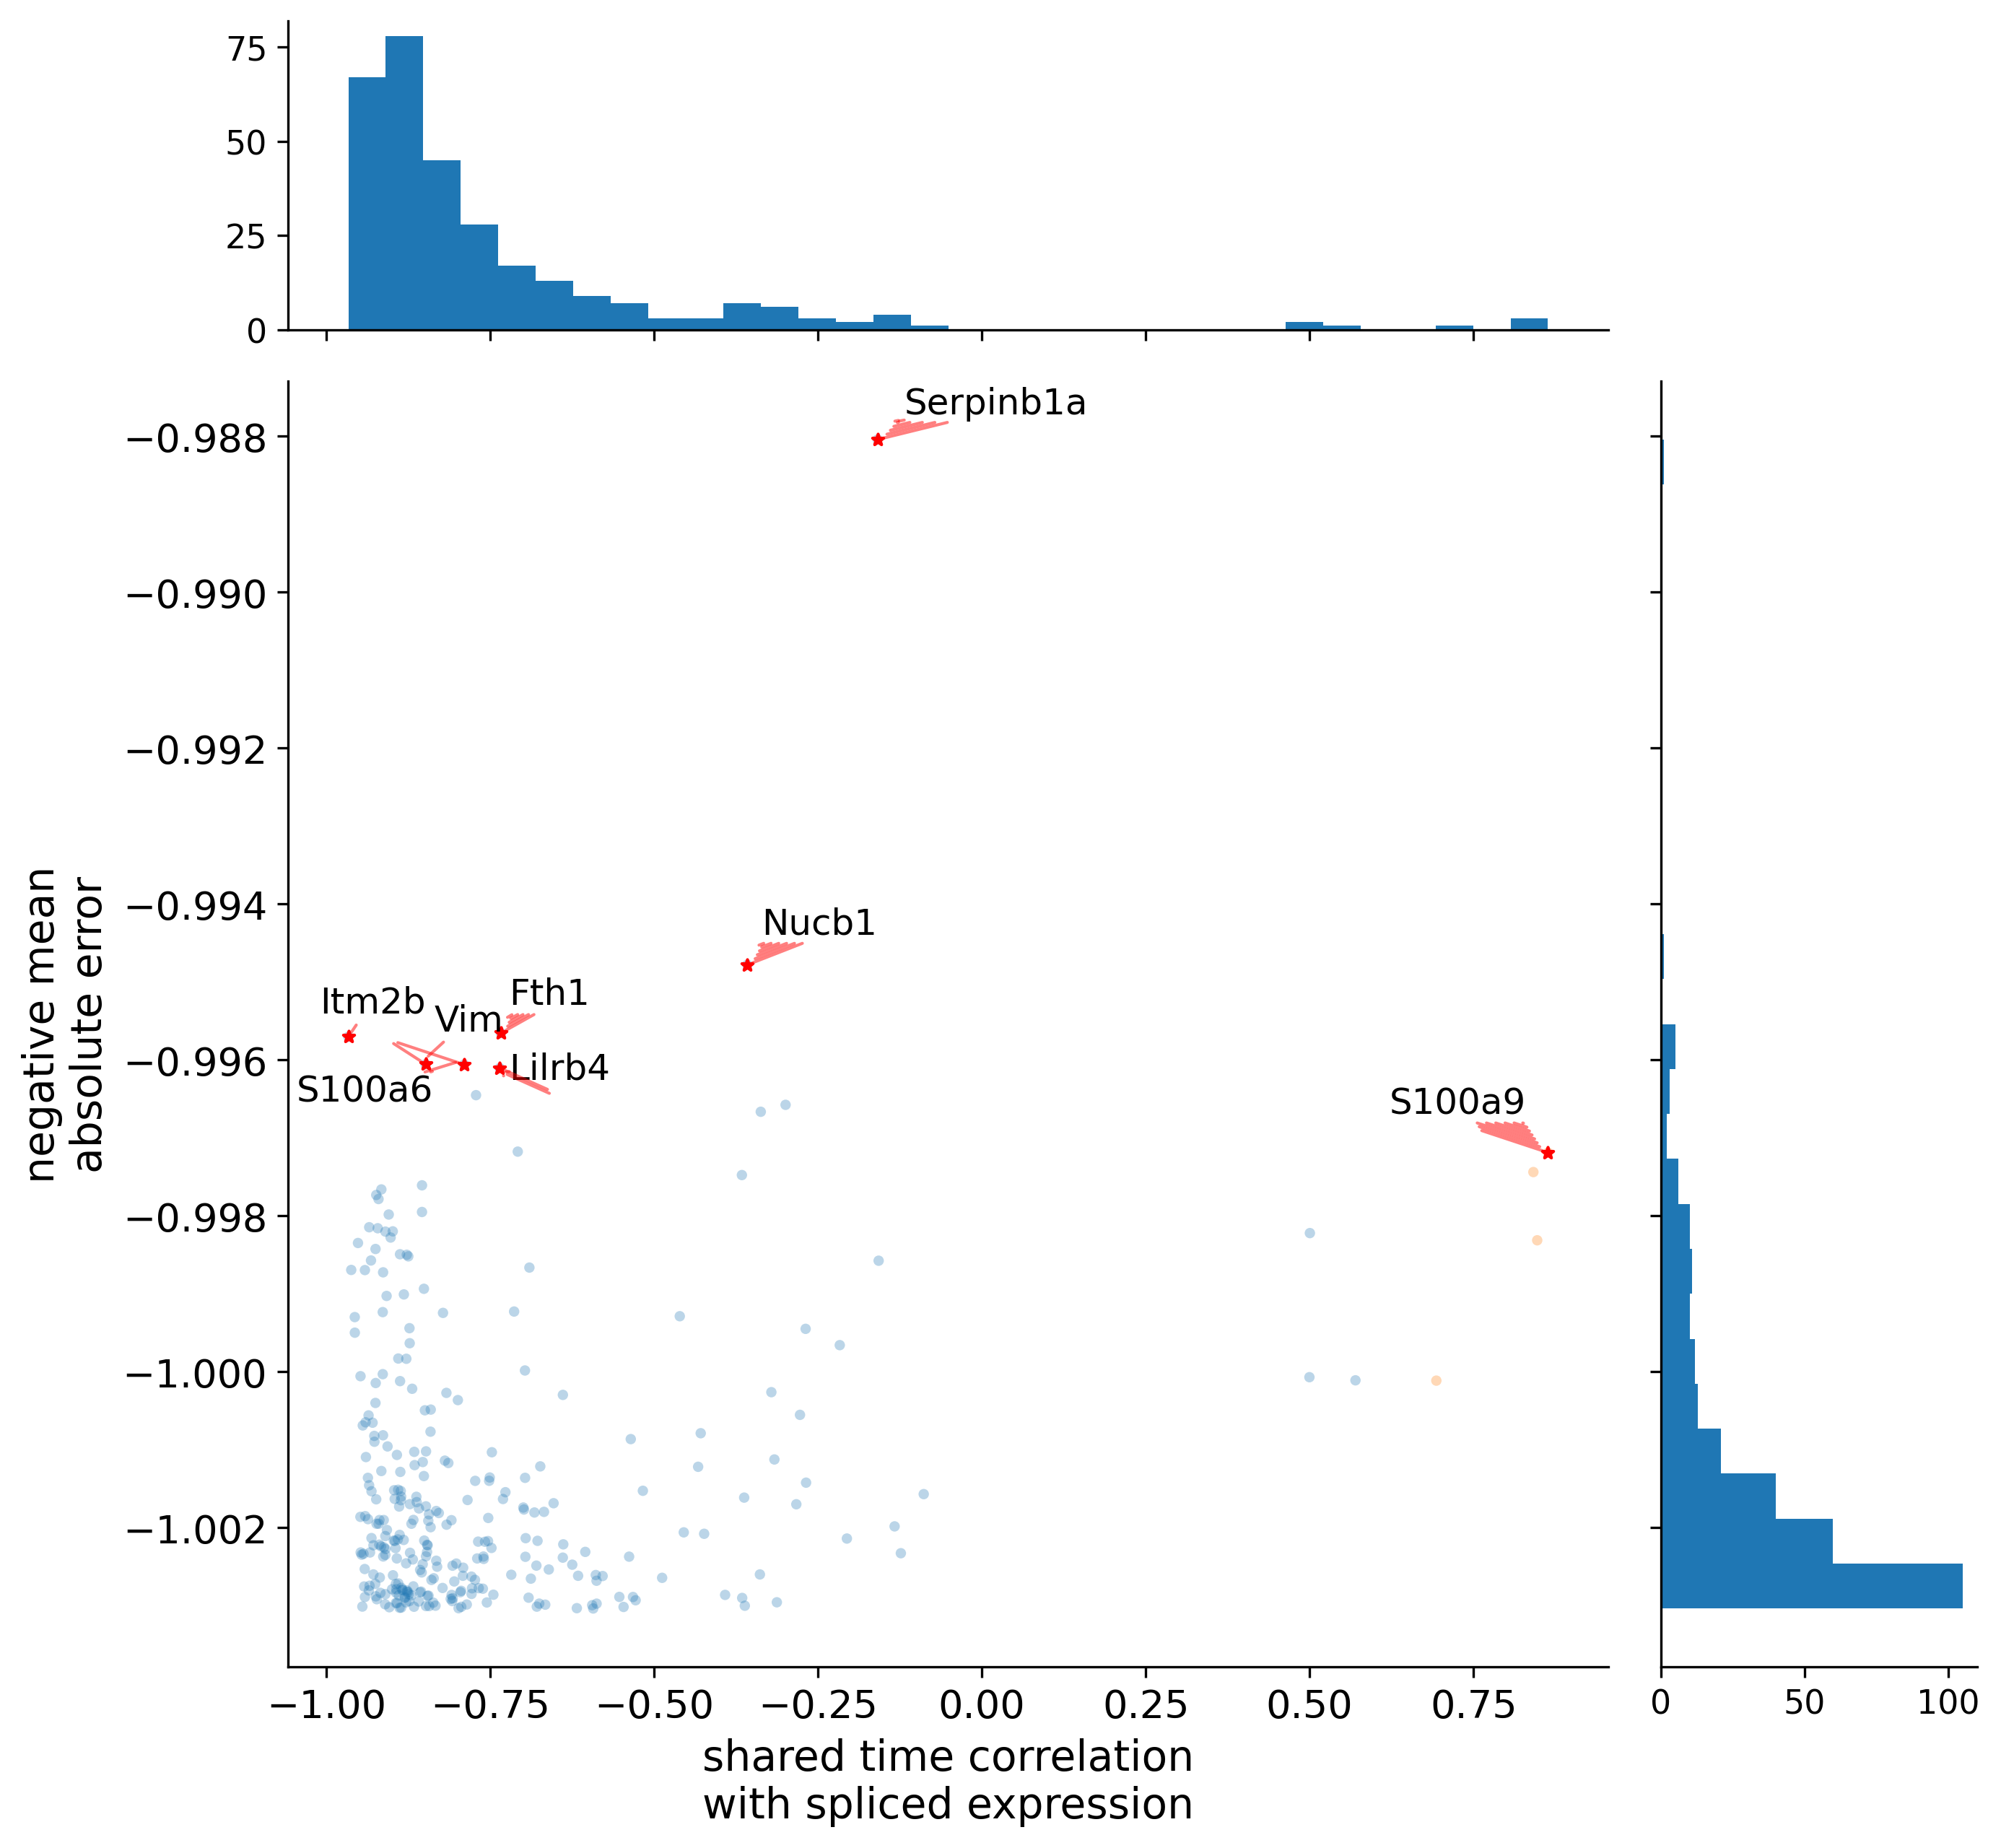 75
50
25
0
Serpinb1a
−0.988
−0.990
−0.992
−0.994
Nucb1
Itm2b
Fth1
Vim
−0.996
Lilrb4
S100a6
S100a9
−0.998
−1.000
−1.002
negative mean
absolute error
−1.00
−0.75
−0.50
−0.25
0.00
0.25
0.50
0.75
0
50
100
shared time correlation
with spliced expression